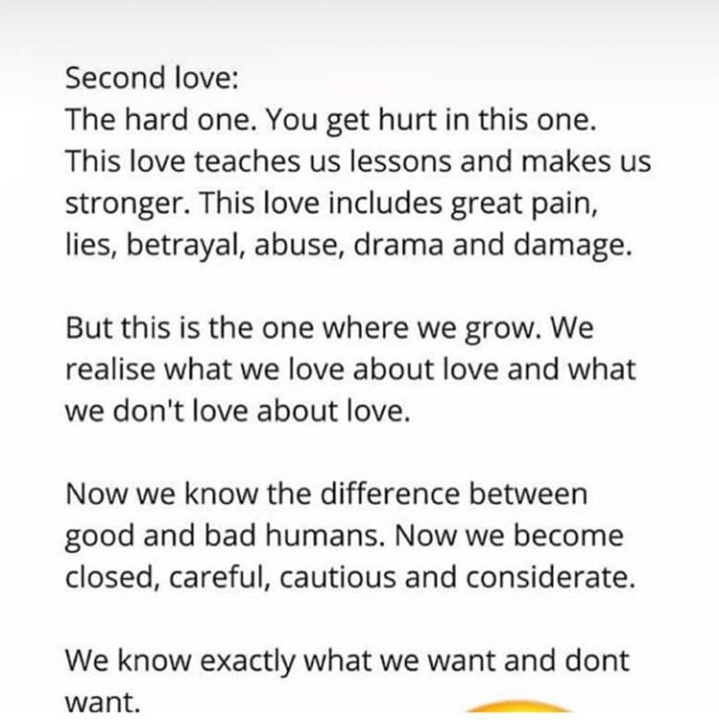 Second love:
The hard one. You get hurt in this one.
This love teaches us lessons and makes us
stronger. This love includes great pain,
lies, betrayal, abuse, drama and damage.
But this is the one where we grow. We
realise what we love about love and what
we don't love about love.
Now we know the difference between
good and bad humans. Now we become
closed, careful, cautious and considerate.
We know exactly what we want and dont
want.